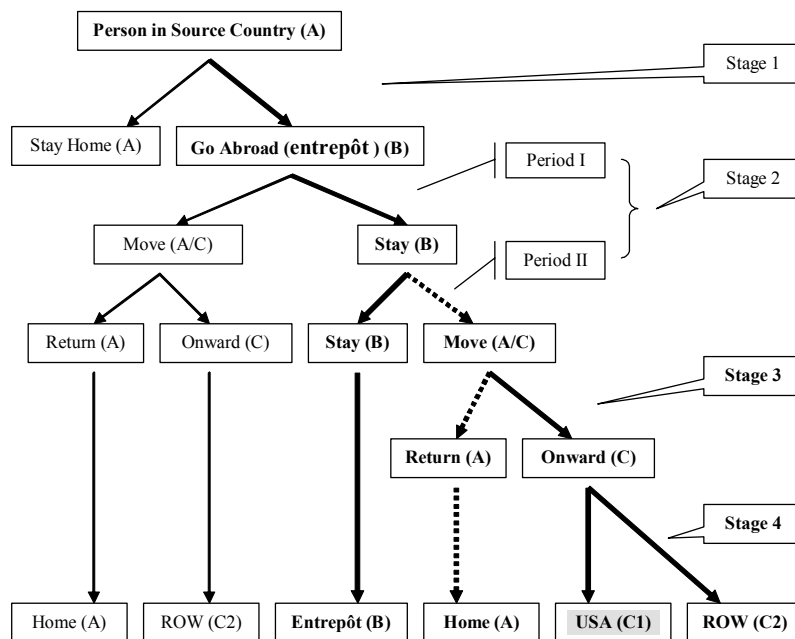 Person in Source Country (A)
Stage 1
Stay Home (A)
Go Abroad (entrepôt ) (B)
Period I
Stage 2
Move (A/C)
Stay (B)
Period II
Return (A)
Onward (C)
Stay (B)
Move (A/C)
Stage 3
Return (A)
Onward (C)
Stage 4
Home (A)
ROW (C2)
Entrepôt (B)
Home (A)
USA (C1)
ROW (C2)